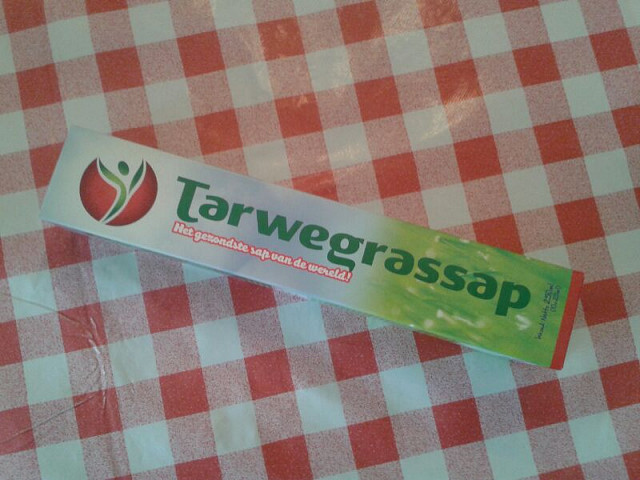 Tarwegrassap
Het gezondste sap van de wereld!